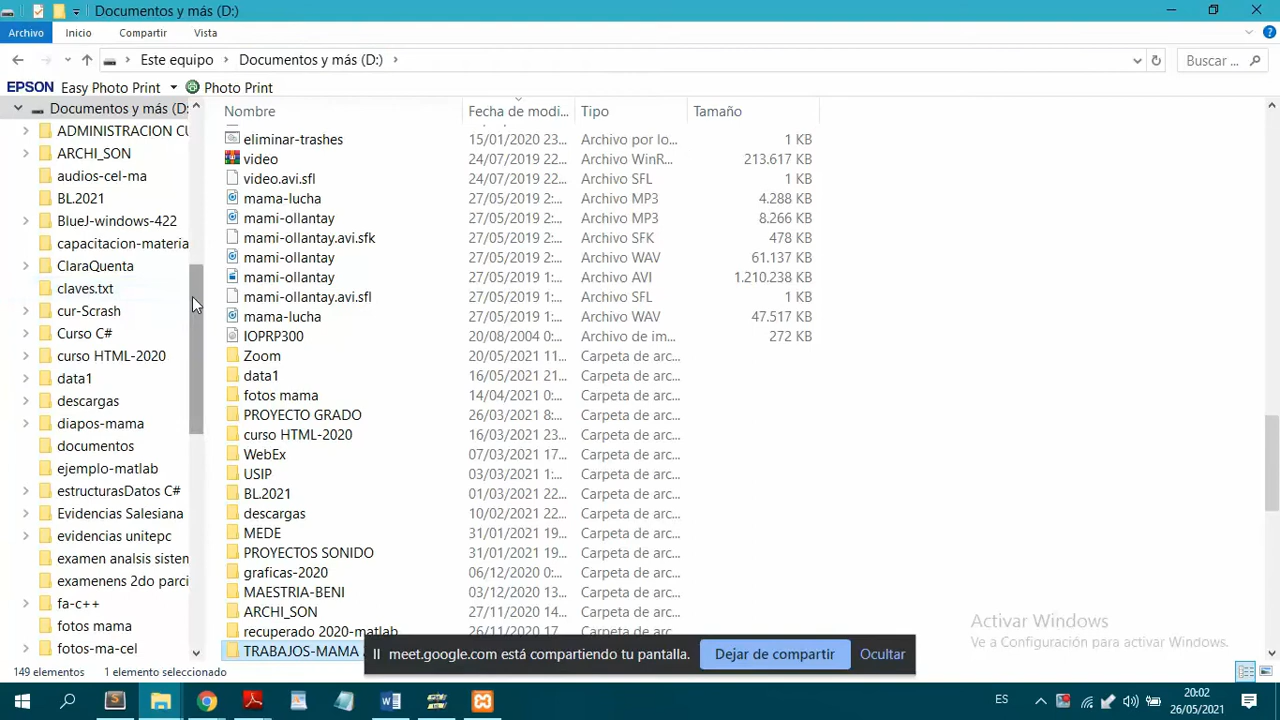 Documentos y más (D:)
Archivo Inicio Compartir Vista
Este equipo Documentos y más (D:) Buscar ...
EPSON Easy Photo Print Photo Print
Documentos y más (D:
ADMINISTRACION CU
ARCHI_SON
audios-cel-ma
BL.2021
BlueJ-windows-422
capacitacion-materia
ClaraQuenta
claves.txt
cur-Scrash
Curso C#
curso HTML-2020
data1
descargas
diapos-mama
documentos
ejemplo-matlab
estructurasDatos C#
Evidencias Salesiana
evidencias unitepc
examen analsis sisten
examenens 2do parci
fa-c++
fotos mama
fotos-ma-cel
Nombre Fecha de modi... Tipo Tamaño
eliminar-trashes 15/01/2020 23... Archivo por lo... 1 KB
video 24/07/2019 22... Archivo WinR... 213.617 KB
video.avi.sfl 24/07/2019 22... Archivo SFL 1 KB
mama-lucha 27/05/2019 2:... Archivo MP3 4.288 KB
mami-ollantay 27/05/2019 2:... Archivo MP3 8.266 KB
mami-ollantay.avi.sfk 27/05/2019 2:... Archivo SFK 478 KB
mami-ollantay 27/05/2019 2:... Archivo WAV 61.137 KB
mami-ollantay 27/05/2019 1:... Archivo AVI 1.210.238 KB
mami-ollantay.avi.sfl 27/05/2019 1:... Archivo SFL 1 KB
mama-lucha 27/05/2019 1:... Archivo WAV 47.517 KB
IOPRP300 20/08/2004 0:... Archivo de im... 272 KB
Zoom 20/05/2021 11... Carpeta de arc...
data1 16/05/2021 21... Carpeta de arc...
fotos mama 14/04/2021 0:... Carpeta de arc...
PROYECTO GRADO 26/03/2021 8:... Carpeta de arc...
curso HTML-2020 16/03/2021 23... Carpeta de arc...
WebEx 07/03/2021 17... Carpeta de arc...
USIP 03/03/2021 1:... Carpeta de arc...
BL.2021 01/03/2021 22... Carpeta de arc...
descargas 10/02/2021 22... Carpeta de arc...
MEDE 31/01/2021 19... Carpeta de arc...
PROYECTOS SONIDO 31/01/2021 19... Carpeta de arc...
graficas-2020 06/12/2020 0:... Carpeta de arc...
MAESTRIA-BENI 03/12/2020 13... Carpeta de arc...
ARCHI_SON 27/11/2020 14... Carpeta de arc...
recuperado 2020-matlab 26/11/2020 17... Carpeta de arc...
TRABAJOS-MAMA
meet.google.com está compartiendo tu pantalla. Dejar de compartir Ocultar
Activar Windows
Ve a Configuración para activar Windows.
149 elementos 1 elemento seleccionado
ES 20:02
26/05/2021